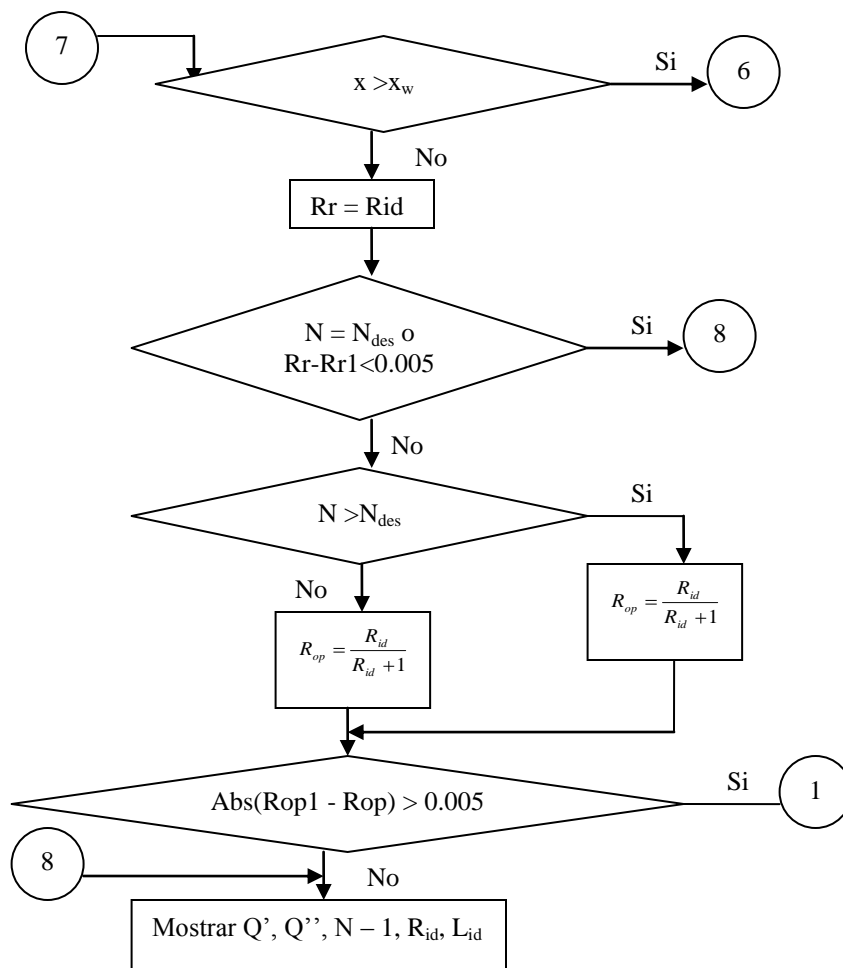 7
x >x_w
Si
6
No
Rr = Rid
N = N_des o
Rr-Rr1<0.005
Si
8
No
N >N_des
Si
No
R_op = R_id / R_id + 1
R_op = R_id / R_id + 1
Abs(Rop1 - Rop) > 0.005
Si
1
8
No
Mostrar Q’, Q’’, N – 1, R_id, L_id